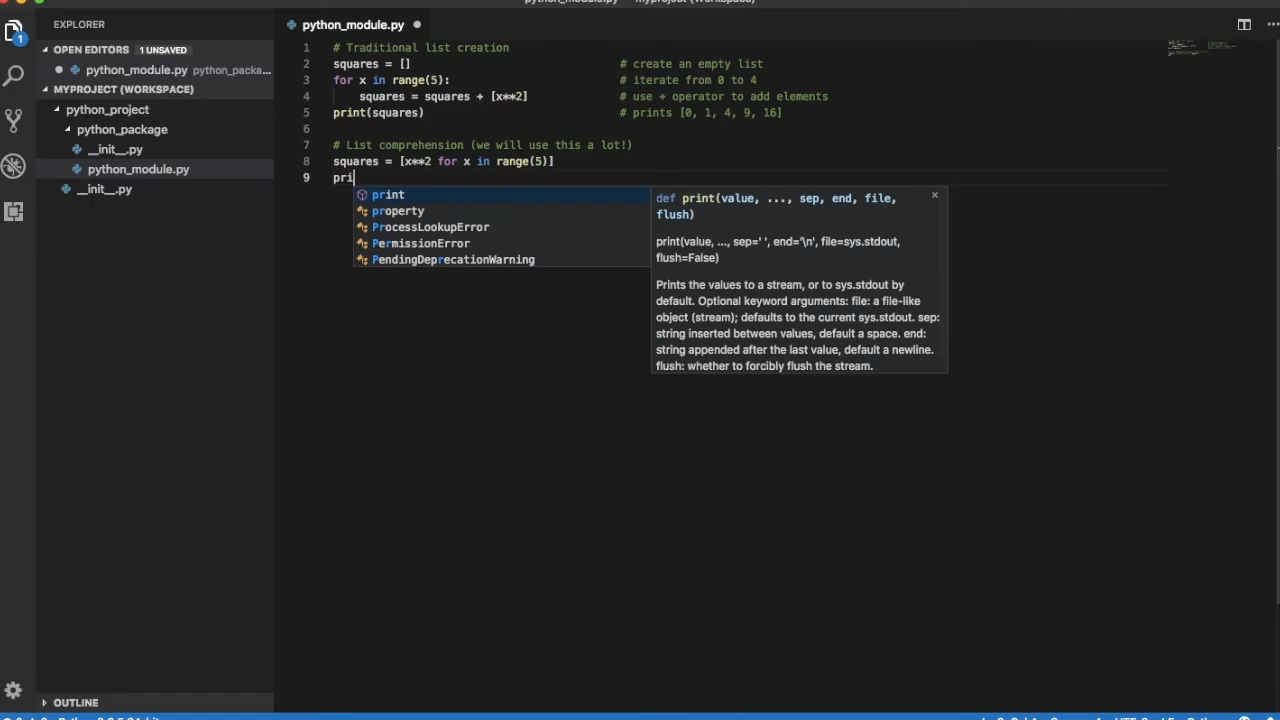 python_module.py — myproject (Workspace)
EXPLORER
python_module.py
OPEN EDITORS 1 UNSAVED
python_module.py python_packa...
MYPROJECT (WORKSPACE)
python_project
python_package
__init__.py
python_module.py
__init__.py
1 # Traditional list creation
2 squares = [] # create an empty list
3 for x in range(5): # iterate from 0 to 4
4 squares = squares + [x**2] # use + operator to add elements
5 print(squares) # prints [0, 1, 4, 9, 16]
6
7 # List comprehension (we will use this a lot!)
8 squares = [x**2 for x in range(5)]
9 pri
print
property
ProcessLookupError
PermissionError
PendingDeprecationWarning
def print(value, ..., sep, end, file,
flush)
print(value, ..., sep=' ', end='\n', file=sys.stdout,
flush=False)
Prints the values to a stream, or to sys.stdout by
default. Optional keyword arguments: file: a file-like
object (stream); defaults to the current sys.stdout. sep:
string inserted between values, default a space. end:
string appended after the last value, default a newline.
flush: whether to forcibly flush the stream.
1
OUTLINE